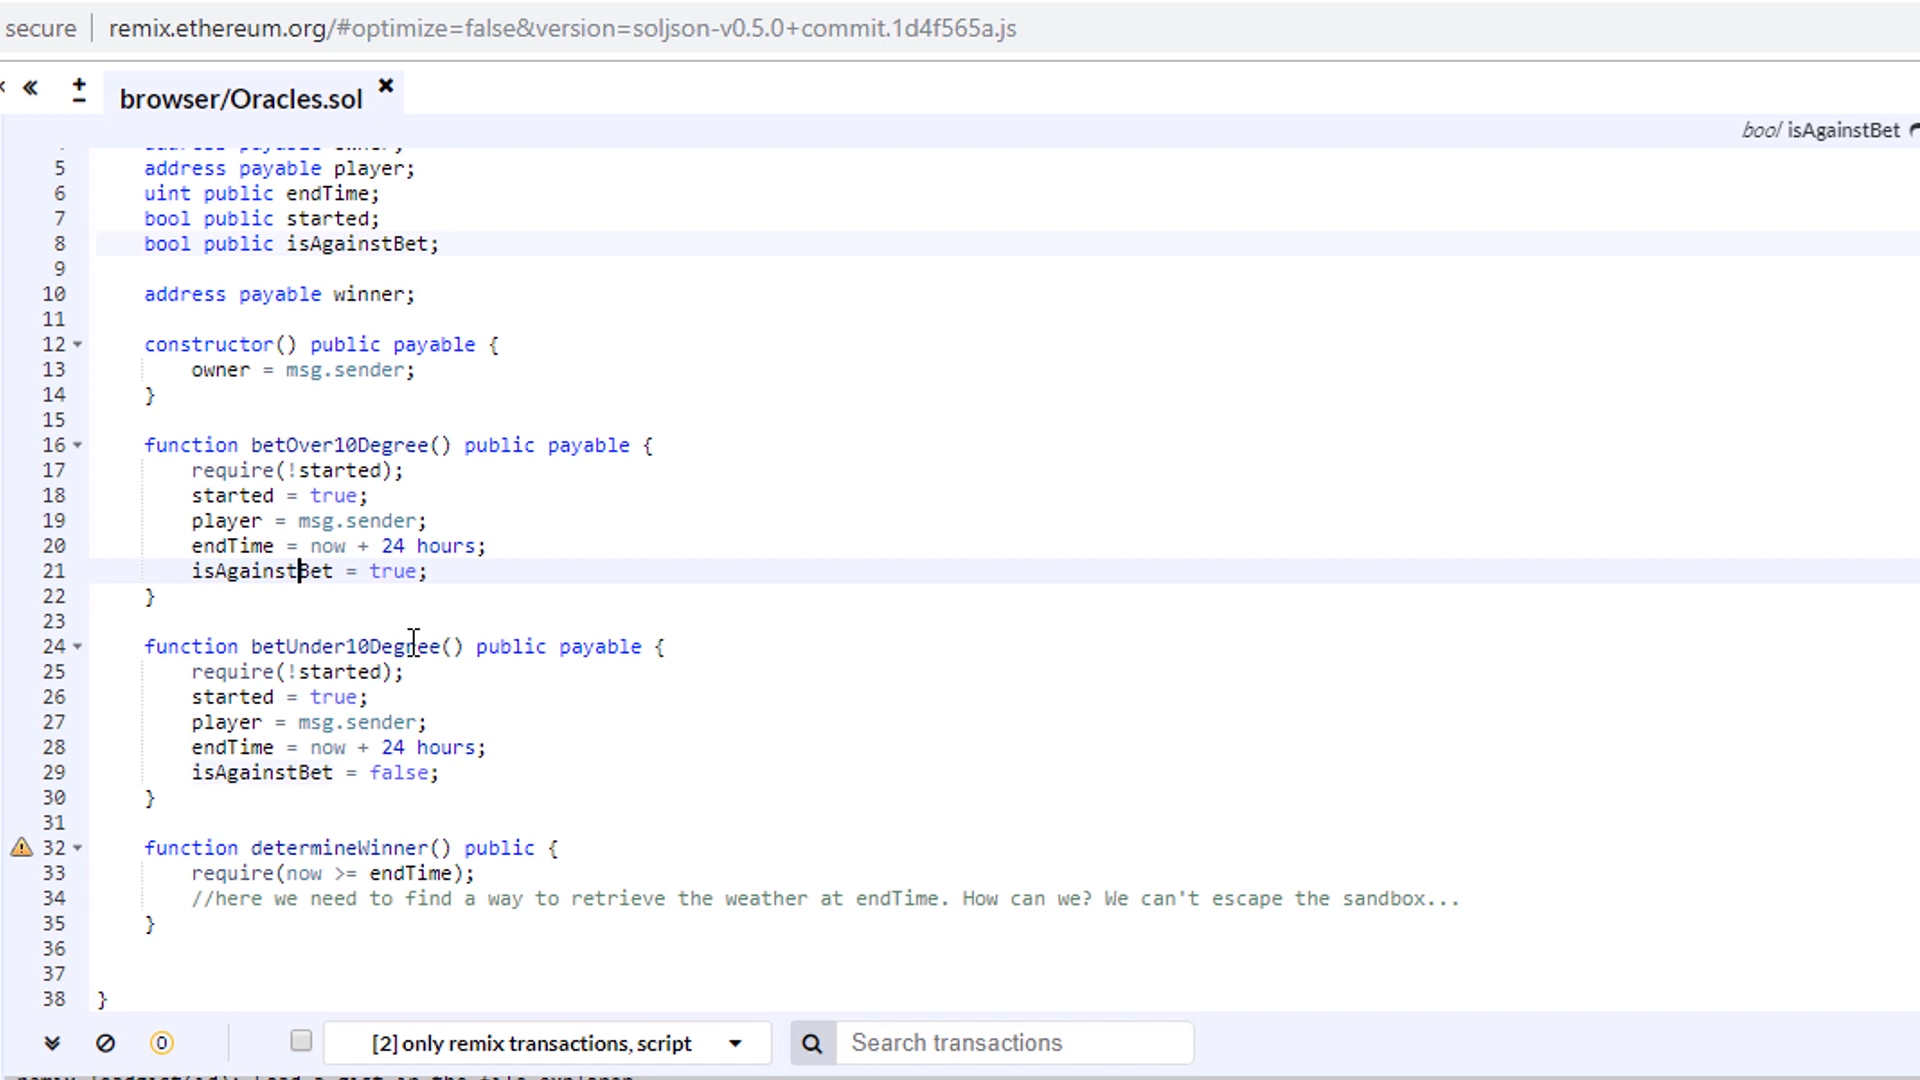 secure | remix.ethereum.org/#optimize=false&version=soljson-v0.5.0+commit.1d4f565a.js
« ± browser/Oracles.sol ✖
bool isAgainstBet
5 address payable player;
6 uint public endTime;
7 bool public started;
8 bool public isAgainstBet;
9
10 address payable winner;
11
12 constructor() public payable {
13 owner = msg.sender;
14 }
15
16 function betOver10Degree() public payable {
17 require(!started);
18 started = true;
19 player = msg.sender;
20 endTime = now + 24 hours;
21 isAgainstBet = true;
22 }
23
24 function betUnder10Degree() public payable {
25 require(!started);
26 started = true;
27 player = msg.sender;
28 endTime = now + 24 hours;
29 isAgainstBet = false;
30 }
31
32 function determineWinner() public {
33 require(now >= endTime);
34 //here we need to find a way to retrieve the weather at endTime. How can we? We can't escape the sandbox...
35 }
36
37
38 }
0 [2] only remix transactions, script Search transactions